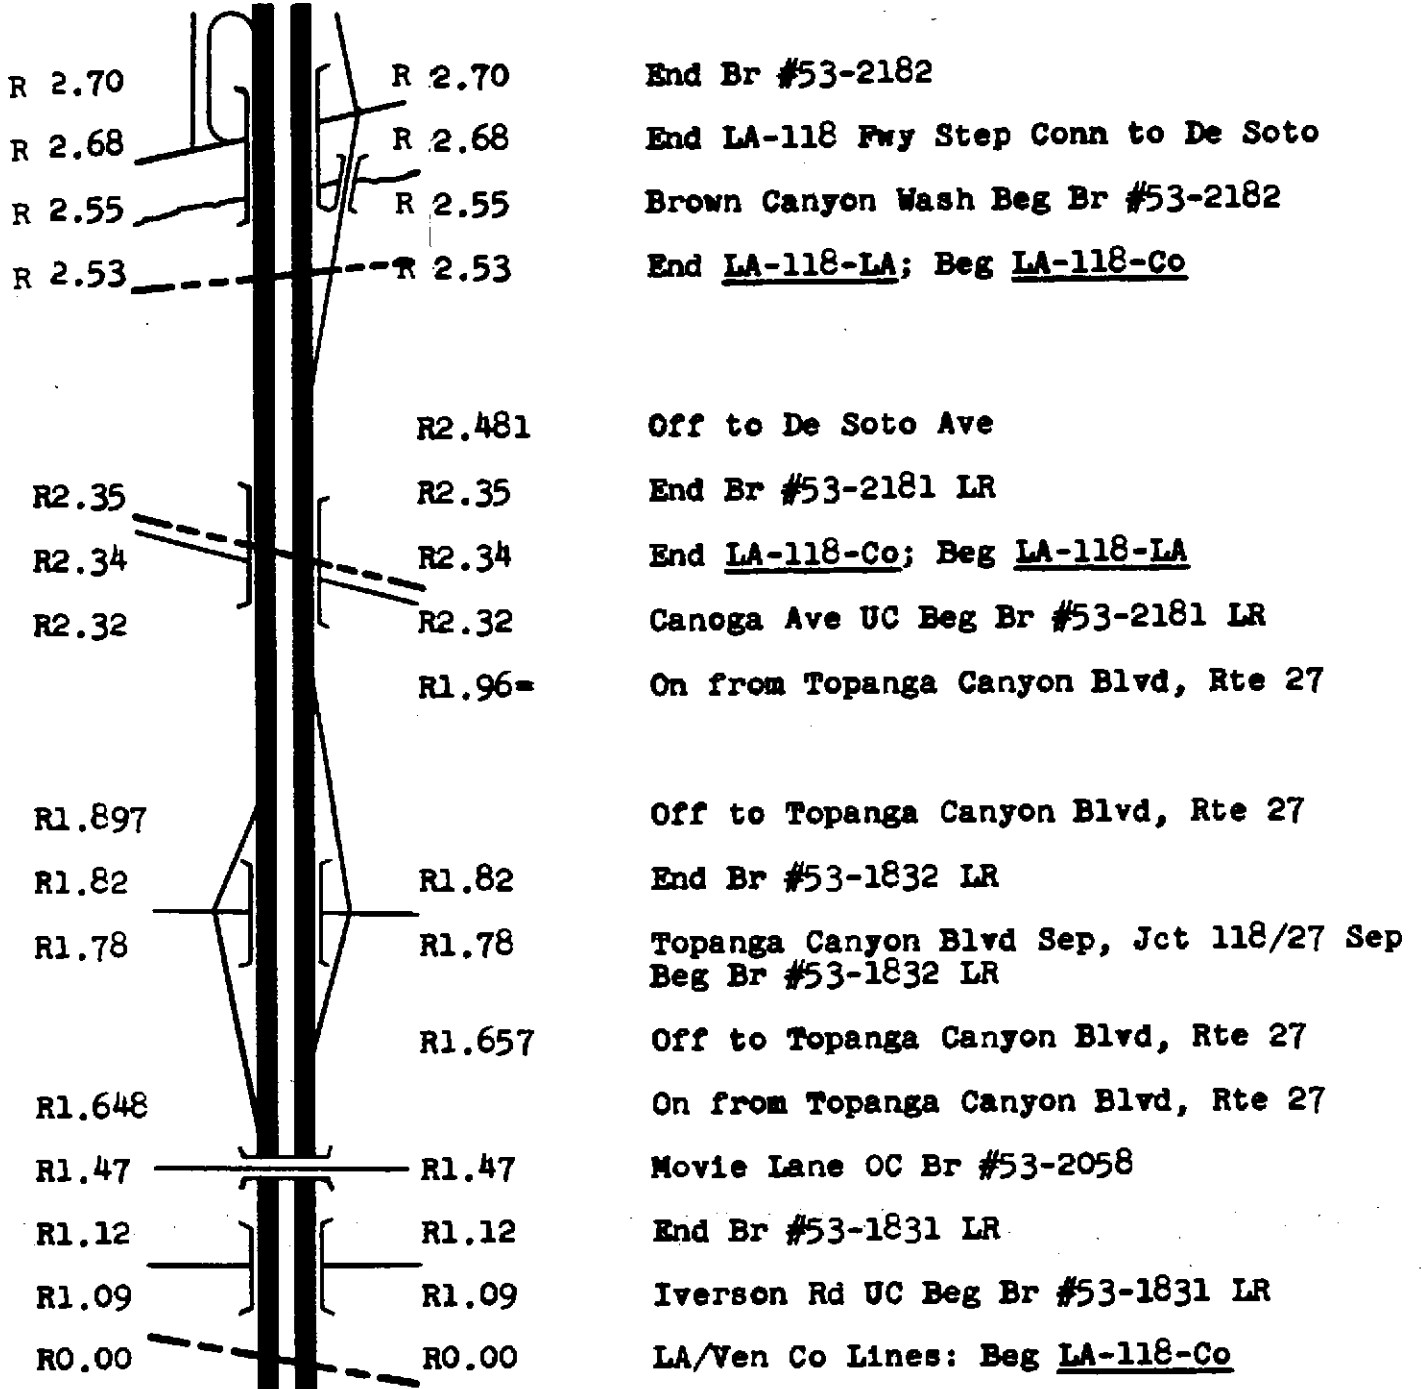 R 2.70 R 2.70 End Br #53-2182
R 2.68 R 2.68 End LA-118 Fwy Step Conn to De Soto
R 2.55 R 2.55 Brown Canyon Wash Beg Br #53-2182
R 2.53 R 2.53 End LA-118-LA; Beg LA-118-Co
R2.481 Off to De Soto Ave
R2.35 R2.35 End Br #53-2181 LR
R2.34 R2.34 End LA-118-Co; Beg LA-118-LA
R2.32 R2.32 Canoga Ave UC Beg Br #53-2181 LR
R1.96= On from Topanga Canyon Blvd, Rte 27
R1.897 Off to Topanga Canyon Blvd, Rte 27
R1.82 R1.82 End Br #53-1832 LR
R1.78 R1.78 Topanga Canyon Blvd Sep, Jct 118/27 Sep
Beg Br #53-1832 LR
R1.657 Off to Topanga Canyon Blvd, Rte 27
R1.648 On from Topanga Canyon Blvd, Rte 27
R1.47 R1.47 Movie Lane OC Br #53-2058
R1.12 R1.12 End Br #53-1831 LR
R1.09 R1.09 Iverson Rd UC Beg Br #53-1831 LR
R0.00 R0.00 LA/Ven Co Lines: Beg LA-118-Co